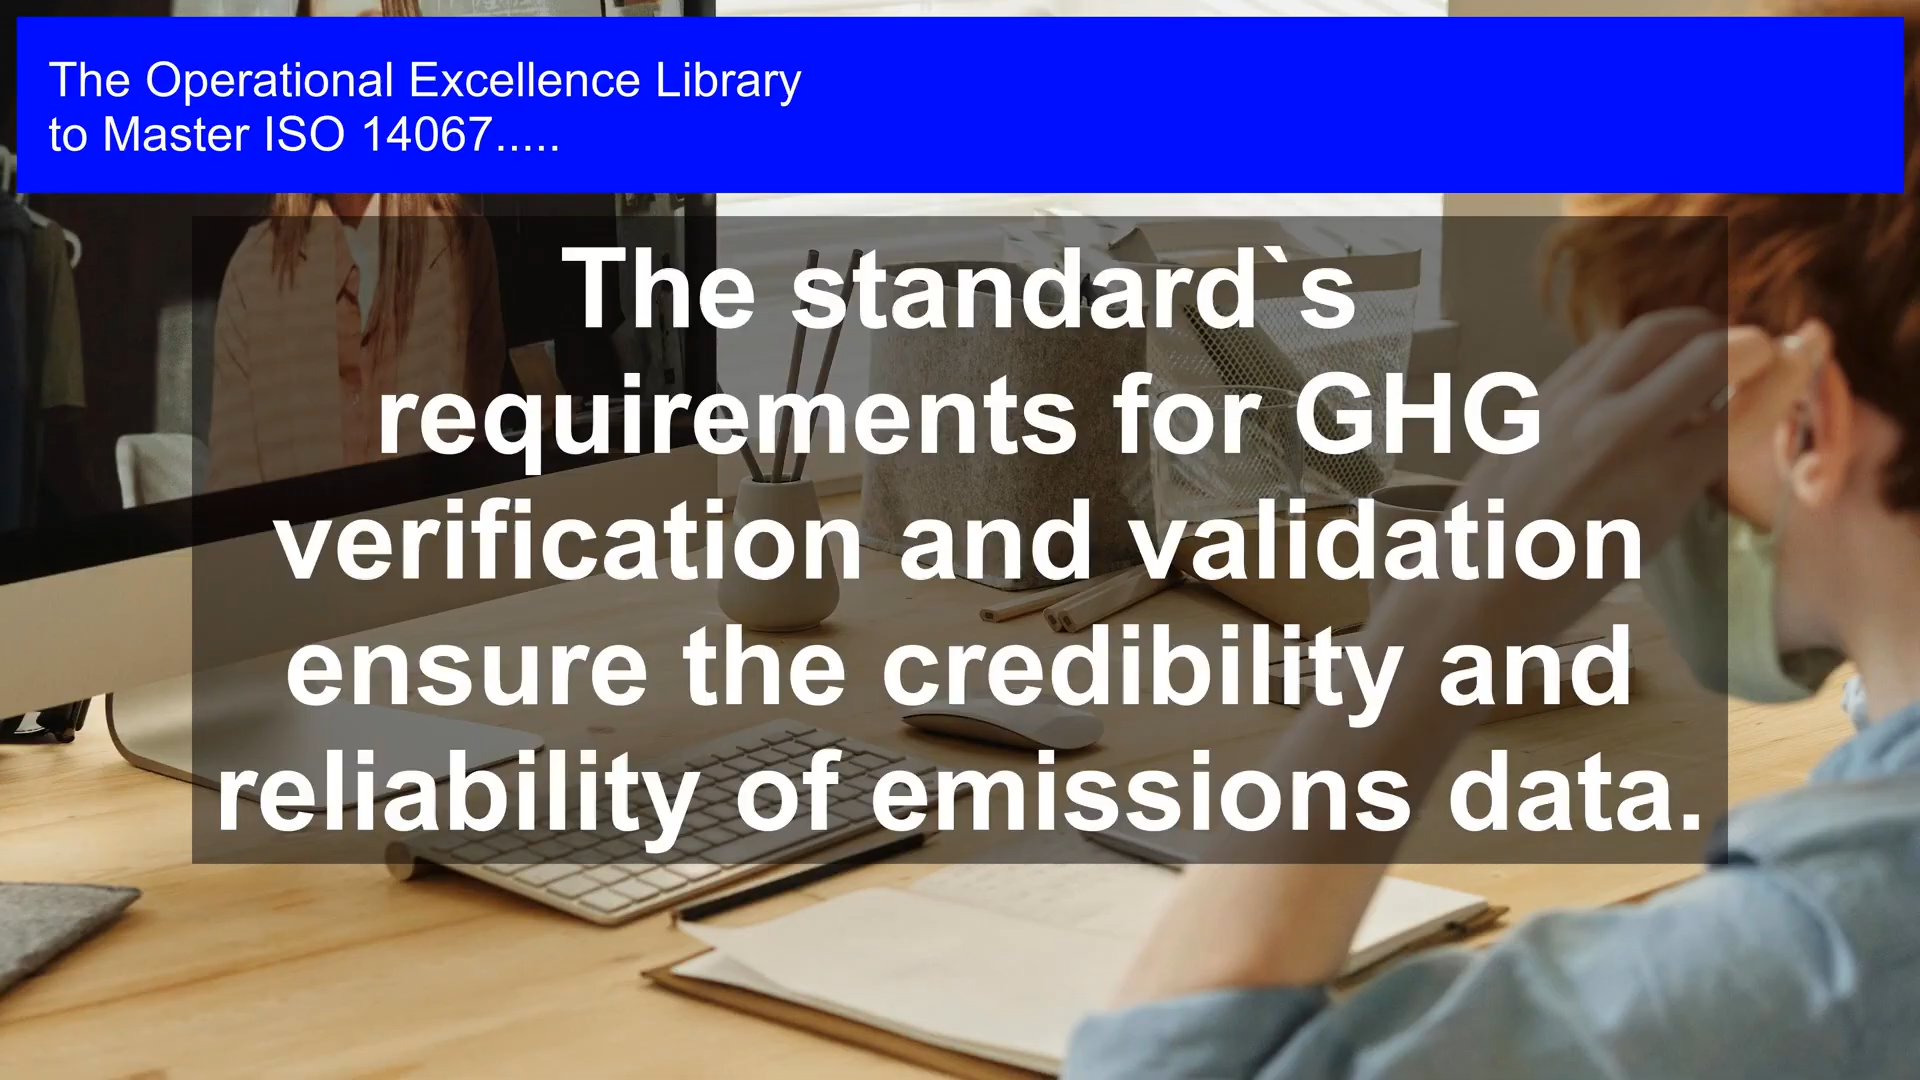 The Operational Excellence Library
to Master ISO 14067.....
The standard`s
requirements for GHG
verification and validation
ensure the credibility and
reliability of emissions data.